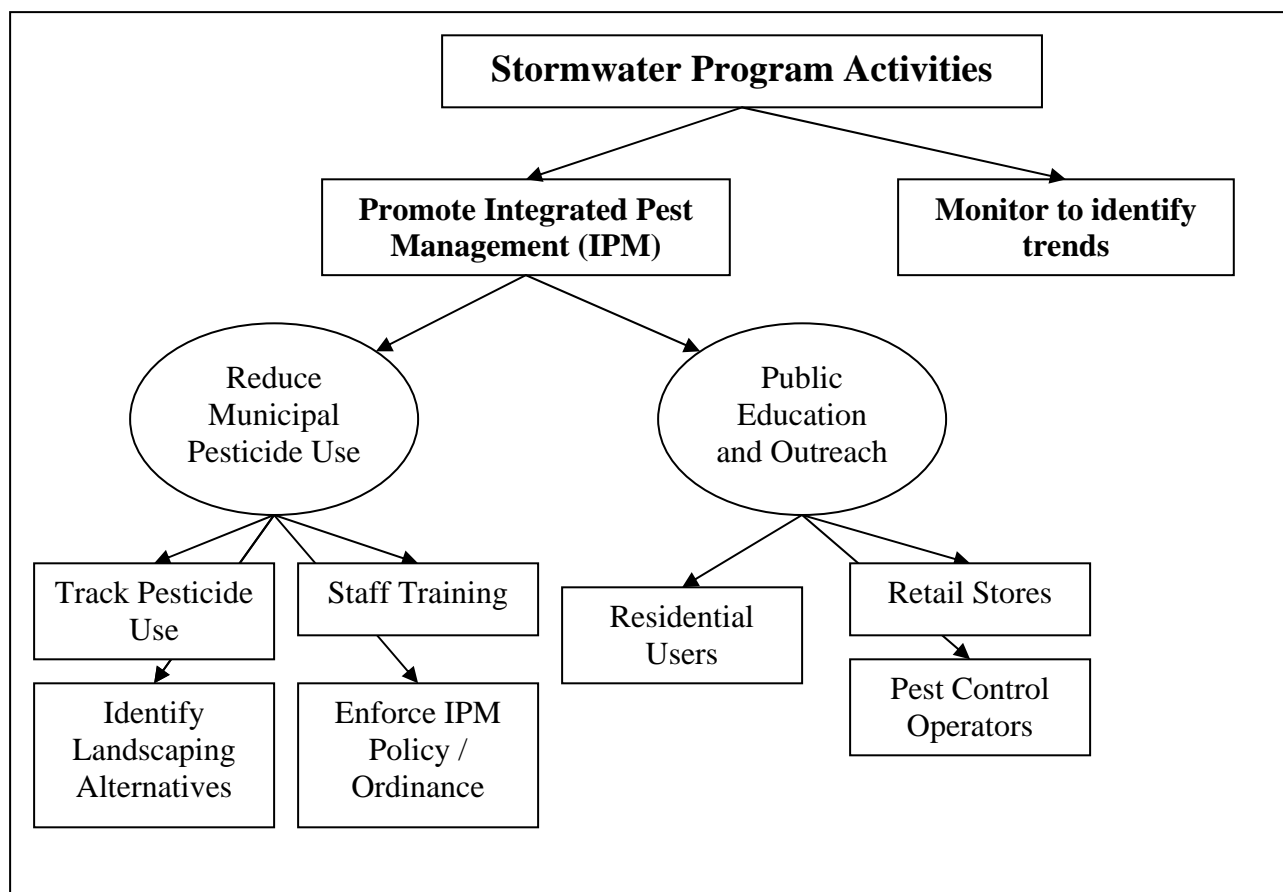 Stormwater Program Activities
Promote Integrated Pest
Management (IPM)
Monitor to identify
trends
Reduce
Municipal
Pesticide Use
Public
Education
and Outreach
Track Pesticide
Use
Staff Training
Identify
Landscaping
Alternatives
Enforce IPM
Policy /
Ordinance
Residential
Users
Retail Stores
Pest Control
Operators